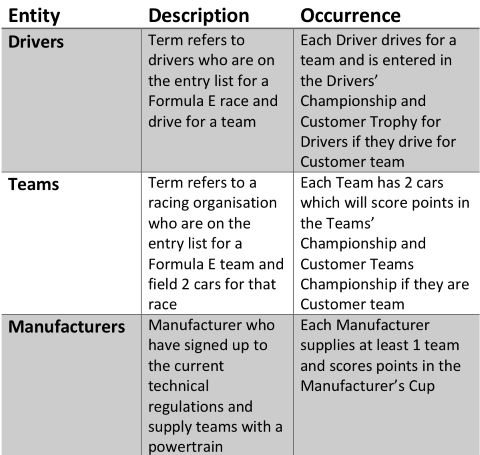 Entity Description Occurrence
Drivers Term refers to Each Driver drives for a
drivers who are on team and is entered in
the entry list for a the Drivers’
Formula E race and Championship and
drive for a team Customer Trophy for
Drivers if they drive for
Customer team
Teams Term refers to a Each Team has 2 cars
racing organisation which will score points in
who are on the the Teams’
entry list for a Championship and
Formula E team and Customer Teams
field 2 cars for that Championship if they are
race Customer team
Manufacturers Manufacturer who Each Manufacturer
have signed up to supplies at least 1 team
the current and scores points in the
technical Manufacturer’s Cup
regulations and
supply teams with a
powertrain